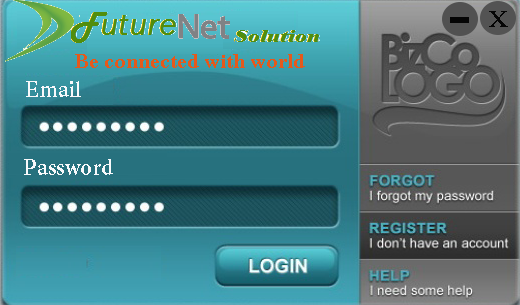 FutureNet Solution
Be connected with world
Email
●●●●●●●●●
Password
●●●●●●●●●
LOGIN
X
BizCo
LOGO
FORGOT
I forgot my password
REGISTER
I don't have an account
HELP
I need some help